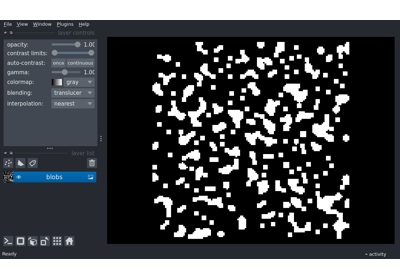 File View Window Plugins Help
layer controls
opacity: 1.00
contrast limits:
auto-contrast: once continuous
gamma: 1.00
colormap: gray
blending: translucen
interpolation: nearest
layer list
blobs
Ready
activity